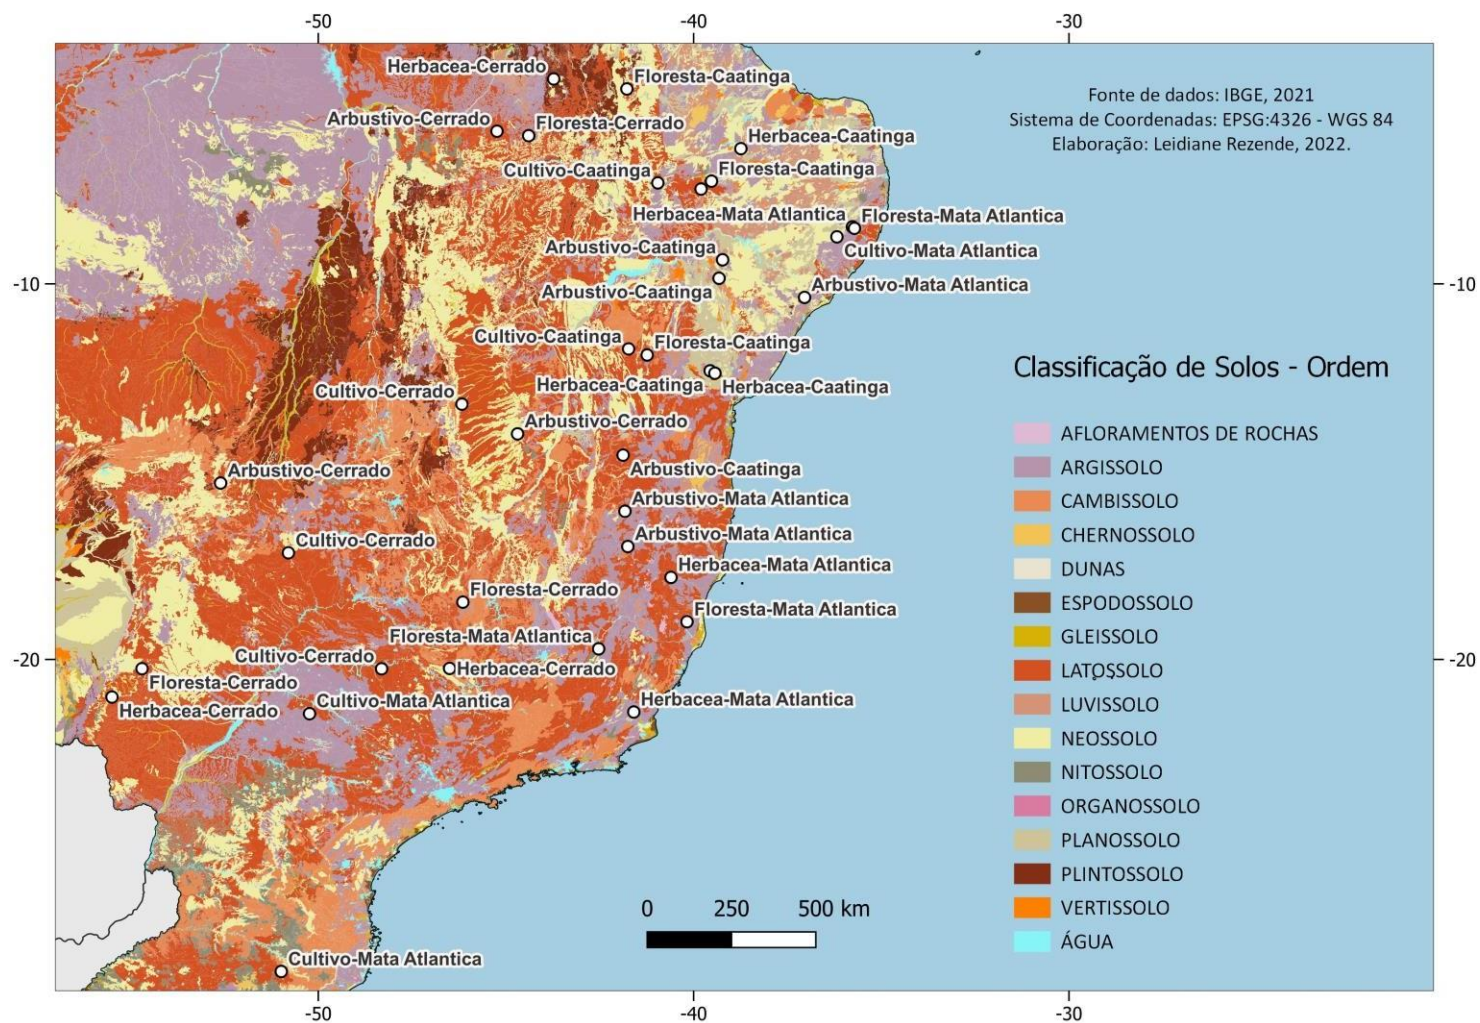 -50
-40
-30
Herbacea-Cerrado
Floresta-Caatinga
Fonte de dados: IBGE, 2021
Sistema de Coordenadas: EPSG:4326 - WGS 84
Elaboração: Leidiane Rezende, 2022.
Arbustivo-Cerrado
Floresta-Cerrado
Herbacea-Caatinga
Cultivo-Caatinga
Floresta-Caatinga
Herbacea-Mata Atlantica
Floresta-Mata Atlantica
Arbustivo-Caatinga
Cultivo-Mata Atlantica
-10
Arbustivo-Caatinga
Arbustivo-Mata Atlantica
-10
Cultivo-Caatinga
Floresta-Caatinga
Herbacea-Caatinga
Herbacea-Caatinga
Cultivo-Cerrado
Arbustivo-Cerrado
Arbustivo-Cerrado
Arbustivo-Caatinga
Arbustivo-Mata Atlantica
Cultivo-Cerrado
Arbustivo-Mata Atlantica
Herbacea-Mata Atlantica
Floresta-Cerrado
Floresta-Mata Atlantica
Floresta-Mata Atlantica
-20
Cultivo-Cerrado
Herbacea-Cerrado
-20
Floresta-Cerrado
Herbacea-Cerrado
Cultivo-Mata Atlantica
Herbacea-Mata Atlantica
Cultivo-Mata Atlantica
Classificação de Solos - Ordem
AFLORAMENTOS DE ROCHAS
ARGISSOLO
CAMBISSOLO
CHERNOSSOLO
DUNAS
ESPODOSSOLO
GLEISSOLO
LATOSSOLO
LUVISSOLO
NEOSSOLO
NITOSSOLO
ORGANOSSOLO
PLANOSSOLO
PLINTOSSOLO
VERTISSOLO
ÁGUA
0 250 500 km
-50
-40
-30